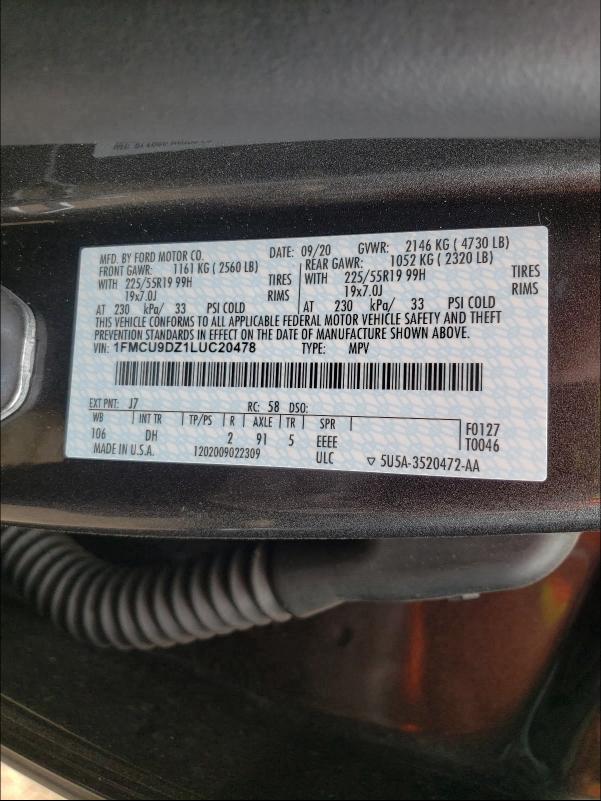 MFD. BY FORD MOTOR CO. DATE: 09/20 GVWR: 2146 KG ( 4730 LB)
FRONT GAWR: 1161 KG ( 2560 LB) REAR GAWR: 1052 KG ( 2320 LB)
WITH 225/55R19 99H TIRES WITH 225/55R19 99H TIRES
19x7.0J RIMS 19x7.0J RIMS
AT 230 kPa/ 33 PSI COLD AT 230 kPa/ 33 PSI COLD
THIS VEHICLE CONFORMS TO ALL APPLICABLE FEDERAL MOTOR VEHICLE SAFETY AND THEFT
PREVENTION STANDARDS IN EFFECT ON THE DATE OF MANUFACTURE SHOWN ABOVE.
VIN: 1FMCU9DZ1LUC20478 TYPE: MPV
EXT PNT: J7 RC: 58 DSO:
WB INT TR TP/PS R AXLE TR SPR F0127
106 DH 2 91 5 EEEE T0046
MADE IN U.S.A. 1202009022309 ULC ▽ 5U5A-3520472-AA